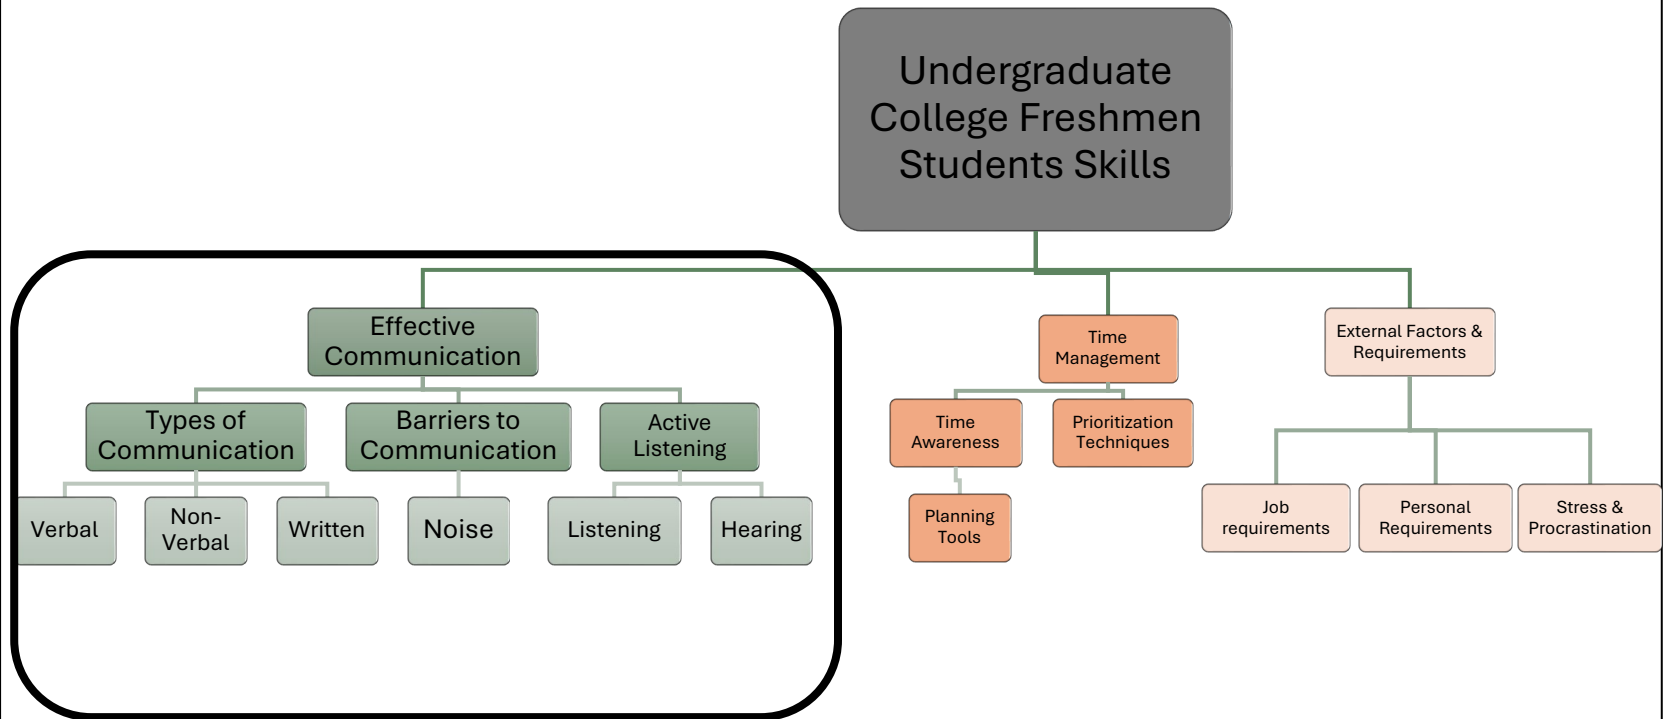 Undergraduate
College Freshmen
Students Skills
Effective
Communication
Time
Management
External Factors &
Requirements
Types of
Communication
Barriers to
Communication
Active
Listening
Time
Awareness
Prioritization
Techniques
Verbal
Non-
Verbal
Written
Noise
Listening
Hearing
Planning
Tools
Job
requirements
Personal
Requirements
Stress &
Procrastination